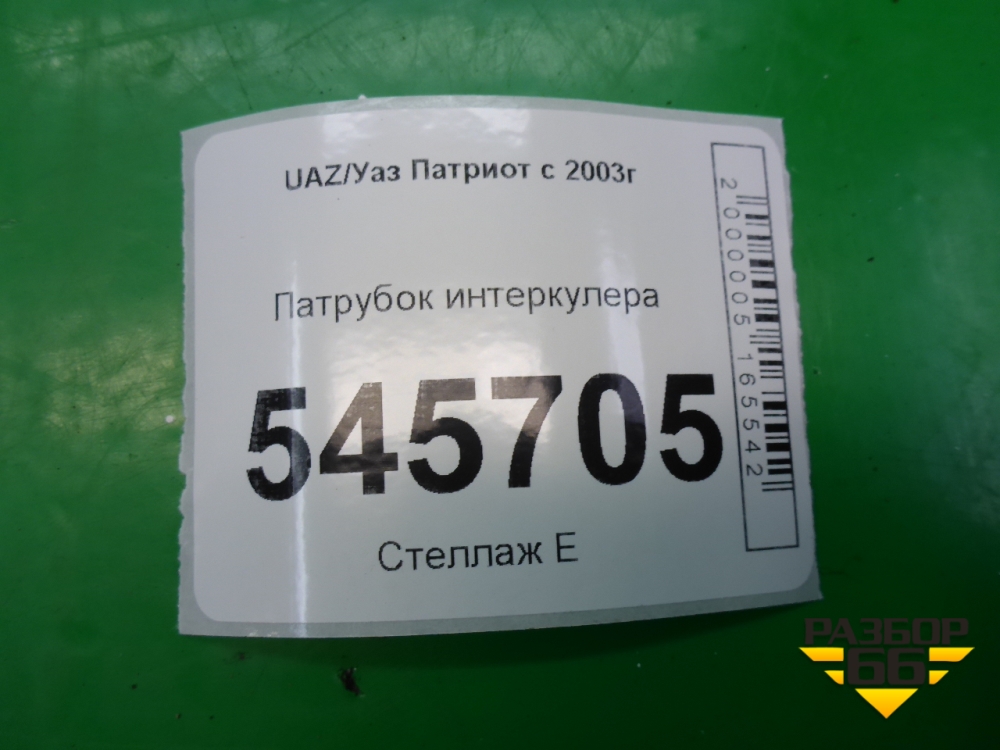 UAZ/Уаз Патриот с 2003г
Патрубок интеркулера
545705
Стеллаж Е
2000005165542
РАЗБОР
66